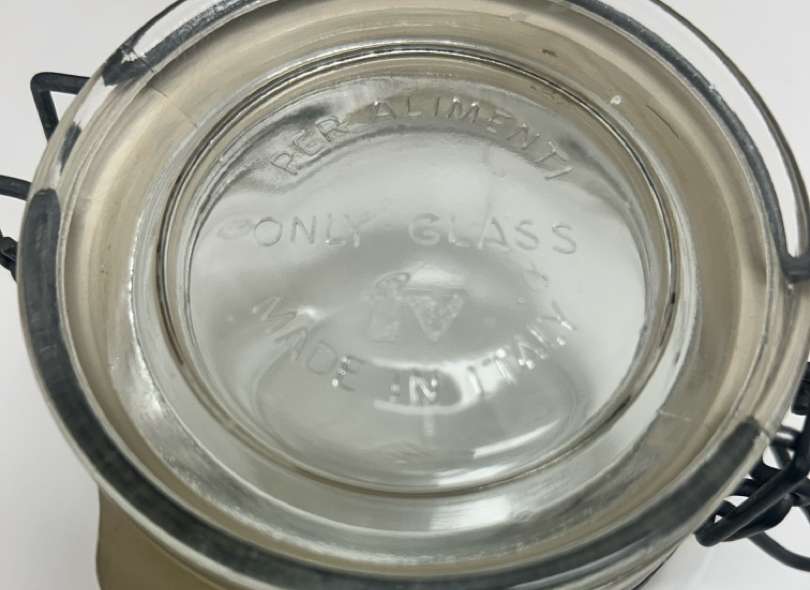 PER ALIMENTI
ONLY GLASS
MADE IN ITALY